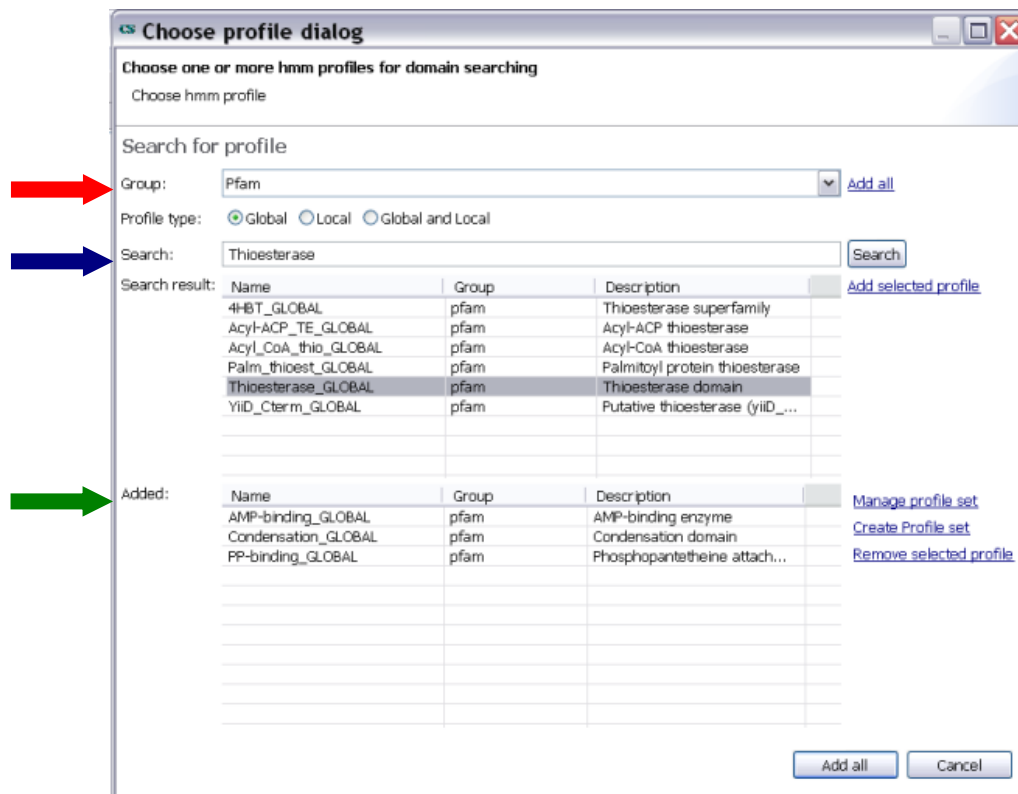 cs Choose profile dialog
Choose one or more hmm profiles for domain searching
Choose hmm profile
Search for profile
Group: Pfam Add all
Profile type: Global Local Global and Local
Search: Thioesterase Search
Search result: Name Group Description Add selected profile
4HBT_GLOBAL pfam Thioesterase superfamily
Acyl-ACP_TE_GLOBAL pfam Acyl-ACP thioesterase
Acyl_CoA_thio_GLOBAL pfam Acyl-CoA thioesterase
Palm_thioest_GLOBAL pfam Palmitoyl protein thioesterase
Thioesterase_GLOBAL pfam Thioesterase domain
YiiD_Cterm_GLOBAL pfam Putative thioesterase (yiiD_...
Added: Name Group Description Manage profile set
AMP-binding_GLOBAL pfam AMP-binding enzyme Create Profile set
Condensation_GLOBAL pfam Condensation domain
PP-binding_GLOBAL pfam Phosphopantetheine attach... Remove selected profile
Add all Cancel